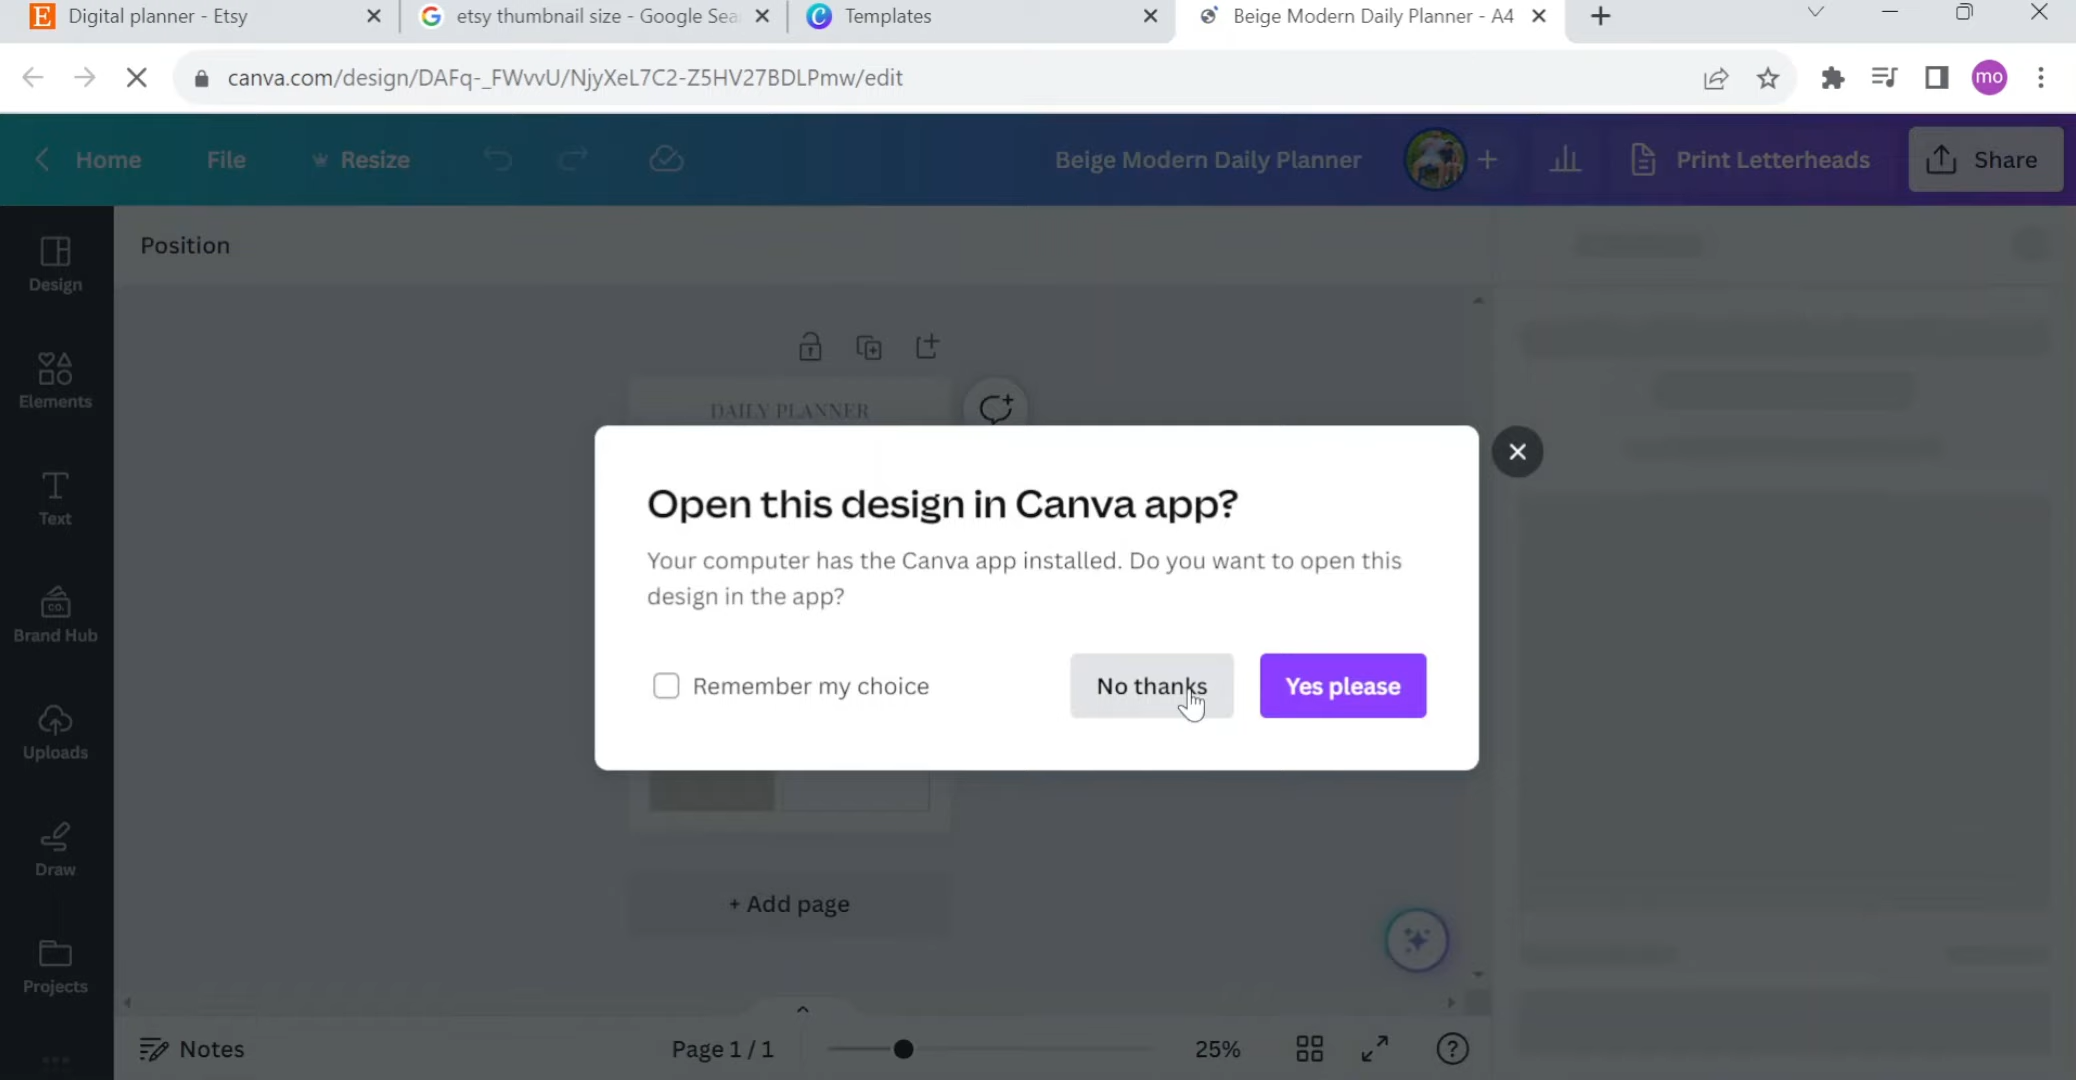 Digital planner - Etsy
etsy thumbnail size - Google Sea
Templates
Beige Modern Daily Planner - A4
canva.com/design/DAFq-_FWvvU/NjyXeL7C2-Z5HV27BDLPmw/edit
mo
Home
File
Resize
Beige Modern Daily Planner
Print Letterheads
Share
Position
Design
Elements
Text
CO.
Brand Hub
Uploads
Draw
Projects
DAILY PLANNER
Open this design in Canva app?
Your computer has the Canva app installed. Do you want to open this
design in the app?
Remember my choice
No thanks
Yes please
+ Add page
Notes
Page 1 / 1
25%